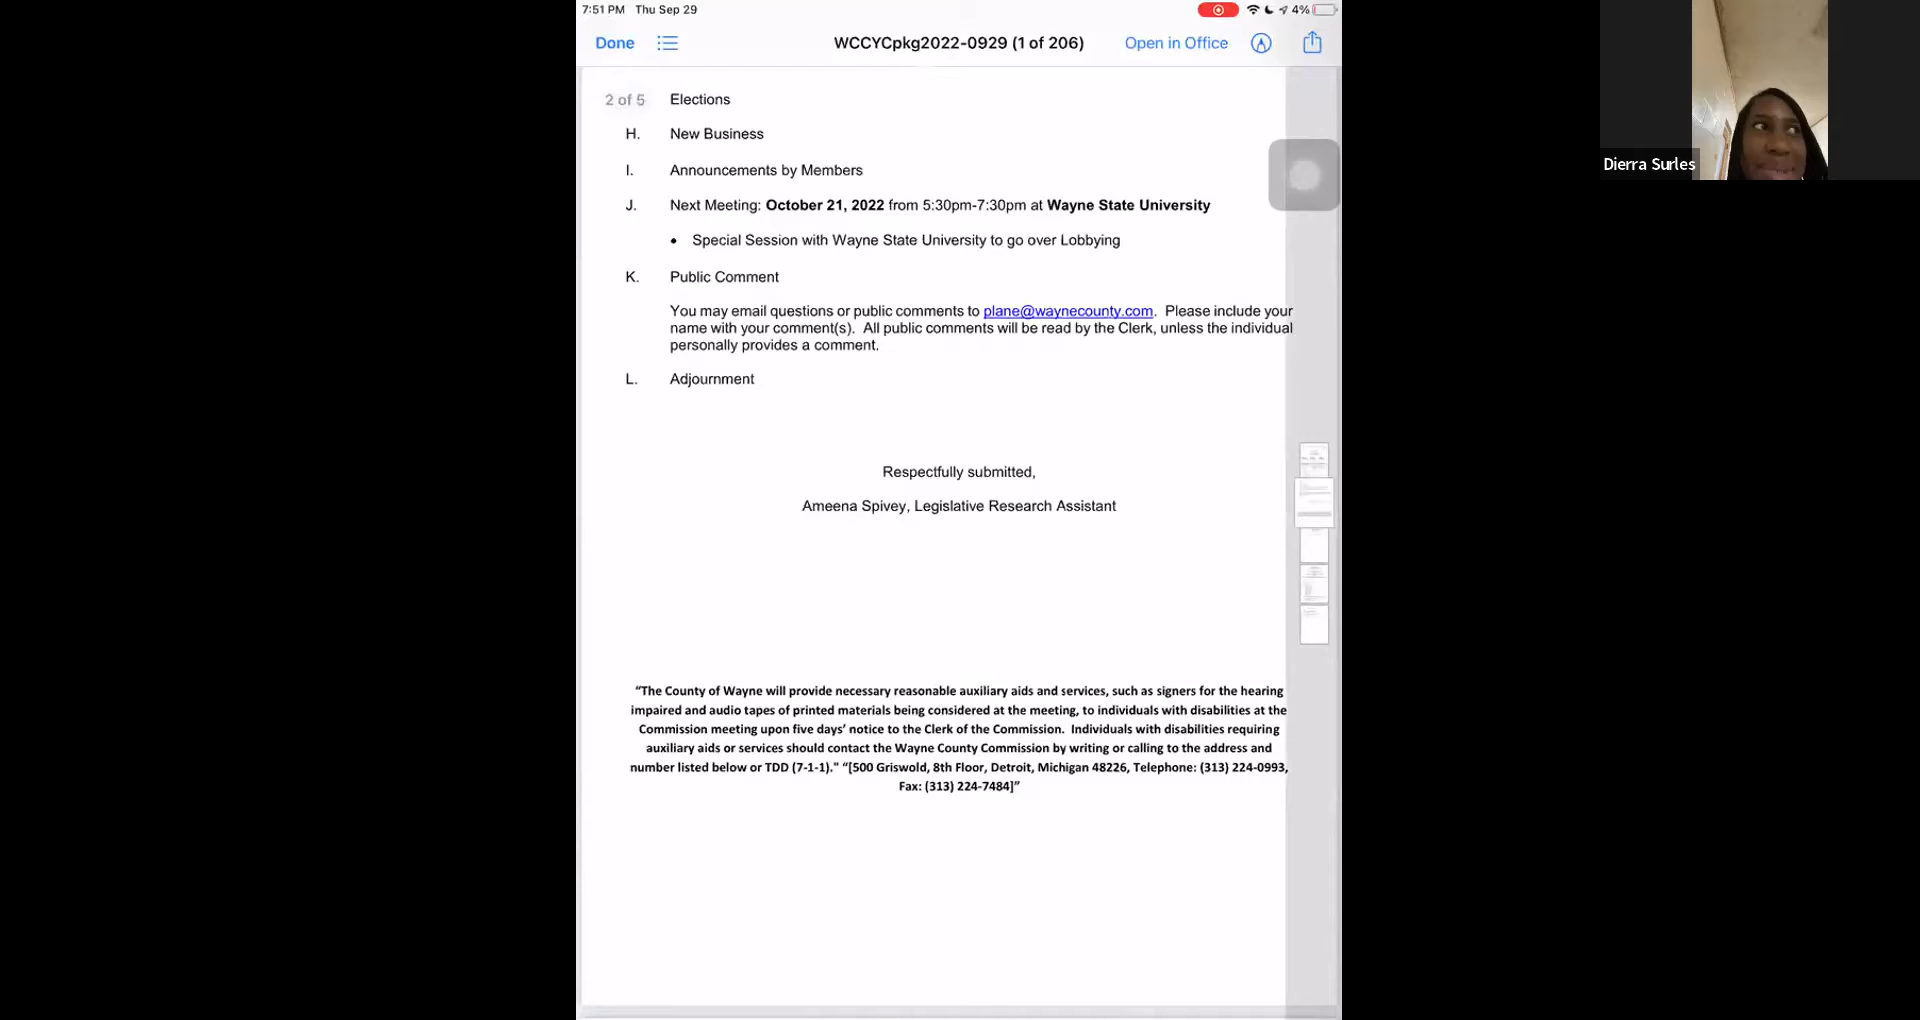 7:51 PM Thu Sep 29
4%
Done
WCCYCpkg2022-0929 (1 of 206)
Open in Office
2 of 5
Elections
H. New Business
I. Announcements by Members
J. Next Meeting: October 21, 2022 from 5:30pm-7:30pm at Wayne State University
• Special Session with Wayne State University to go over Lobbying
K. Public Comment
You may email questions or public comments to plane@waynecounty.com. Please include your
name with your comment(s). All public comments will be read by the Clerk, unless the individual
personally provides a comment.
L. Adjournment
Respectfully submitted,
Ameena Spivey, Legislative Research Assistant
“The County of Wayne will provide necessary reasonable auxiliary aids and services, such as signers for the hearing
impaired and audio tapes of printed materials being considered at the meeting, to individuals with disabilities at the
Commission meeting upon five days’ notice to the Clerk of the Commission. Individuals with disabilities requiring
auxiliary aids or services should contact the Wayne County Commission by writing or calling to the address and
number listed below or TDD (7-1-1)." “[500 Griswold, 8th Floor, Detroit, Michigan 48226, Telephone: (313) 224-0993,
Fax: (313) 224-7484]”
Dierra Surles